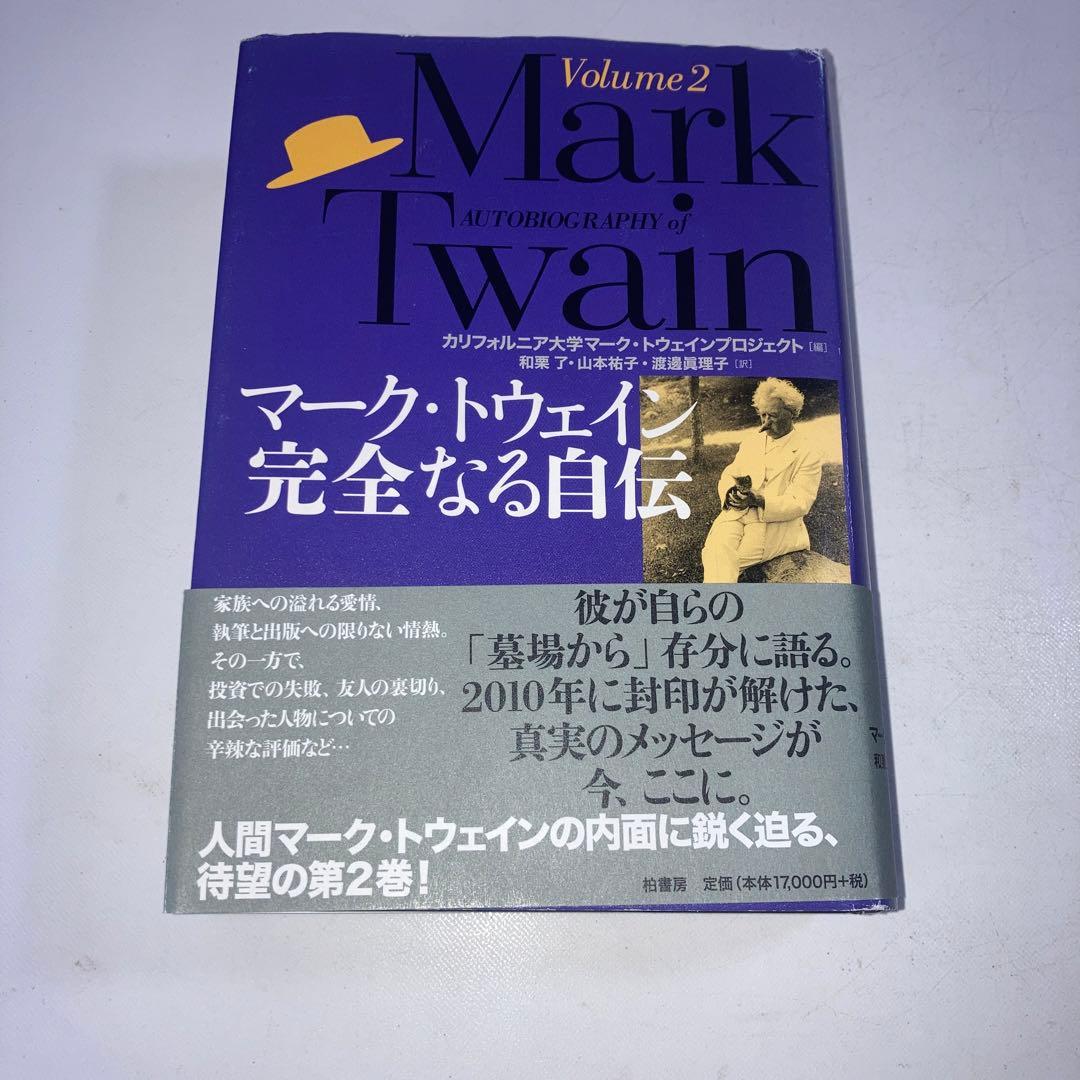 Volume 2
Mark
AUTOBIOGRAPHY of
Twain
カリフォルニア大学マーク・トウェインプロジェクト[編]
和栗 了・山本祐子・渡邊眞理子[訳]
マーク・トウェイン
完全なる自伝
家族への溢れる愛情、
執筆と出版への限りない情熱。
その一方で、
投資での失敗、友人の裏切り、
出会った人物についての
辛辣な評価など…
彼が自らの
「墓場から」存分に語る。
2010年に封印が解けた、
真実のメッセージが
今、ここに。
人間マーク・トウェインの内面に鋭く迫る、
待望の第2巻!
柏書房 定価(本体17,000円+税)